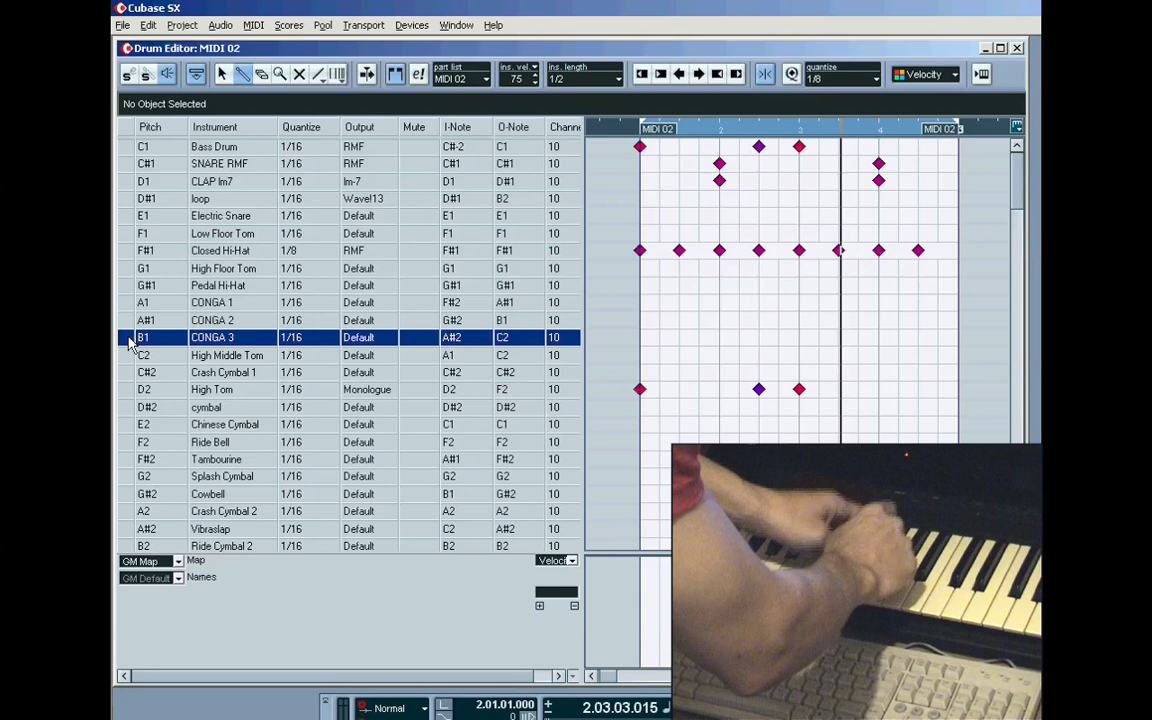 Cubase SX
File Edit Project Audio MIDI Scores Pool Transport Devices Window Help
Drum Editor: MIDI 02
part list ins. vel. ins. length quantize
MIDI 02 75 1/2 1/8 Velocity
No Object Selected
Pitch Instrument Quantize Output Mute I-Note O-Note Channe MIDI 02 2 3 4 MIDI 02
C1 Bass Drum 1/16 RMF C#-2 C1 10
C#1 SNARE RMF 1/16 RMF C#1 C#1 10
D1 CLAP lm7 1/16 lm-7 D1 D#1 10
D#1 loop 1/16 Wavel13 D#1 B2 10
E1 Electric Snare 1/16 Default E1 E1 10
F1 Low Floor Tom 1/16 Default F1 F1 10
F#1 Closed Hi-Hat 1/8 RMF F#1 F#1 10
G1 High Floor Tom 1/16 Default G1 G1 10
G#1 Pedal Hi-Hat 1/16 Default G#1 G#1 10
A1 CONGA 1 1/16 Default F#2 A#1 10
A#1 CONGA 2 1/16 Default G#2 B1 10
B1 CONGA 3 1/16 Default A#2 C2 10
C2 High Middle Tom 1/16 Default A1 C2 10
C#2 Crash Cymbal 1 1/16 Default C#2 C#2 10
D2 High Tom 1/16 Monologue D2 F2 10
D#2 cymbal 1/16 Default D#2 D#2 10
E2 Chinese Cymbal 1/16 Default C1 C1 10
F2 Ride Bell 1/16 Default F2 F2 10
F#2 Tambourine 1/16 Default A#1 F#2 10
G2 Splash Cymbal 1/16 Default G2 G2 10
G#2 Cowbell 1/16 Default B1 G#2 10
A2 Crash Cymbal 2 1/16 Default A2 A2 10
A#2 Vibraslap 1/16 Default C2 A#2 10
B2 Ride Cymbal 2 1/16 Default B2 B2 10
GM Map Map Veloci
GM Default Names
Normal 2.01.01.000 2.03.03.015
0